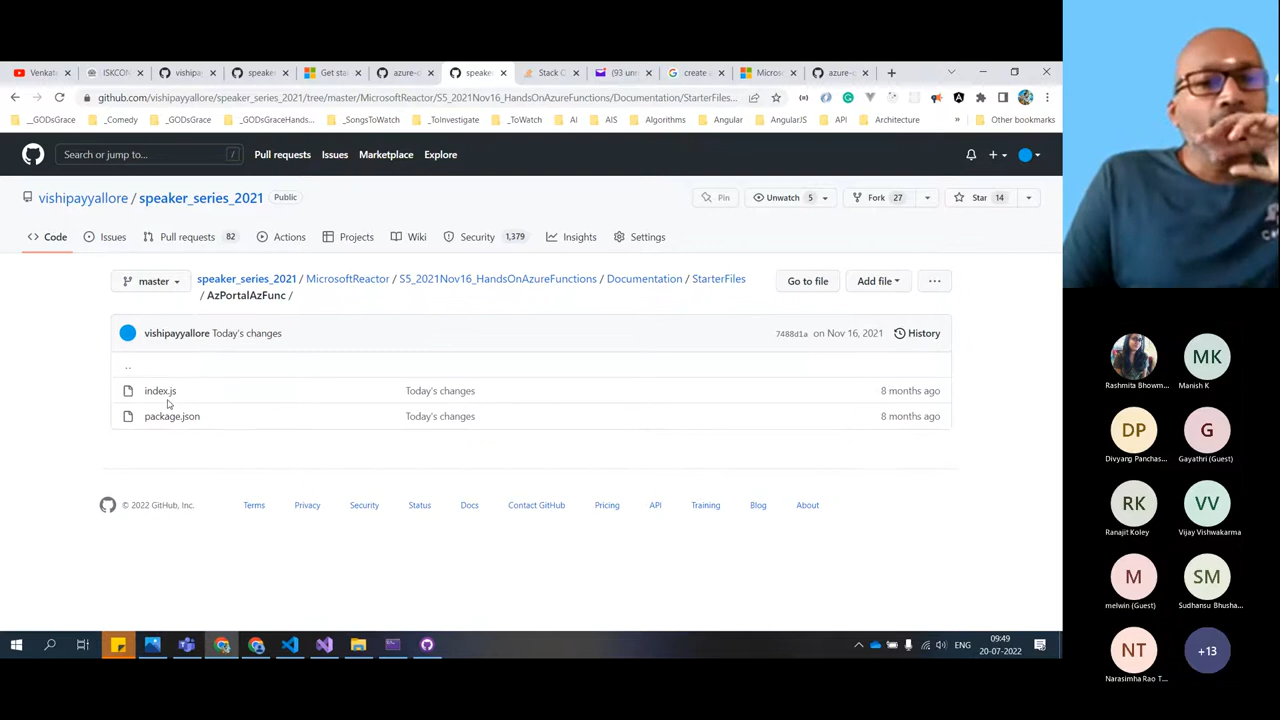 Venkate
ISKCON
vishipa
speake
Get sta
azure-d
speake
Stack O
(93 unr
create a
Micros
azure-q
github.com/vishipayyallore/speaker_series_2021/tree/master/MicrosoftReactor/S5_2021Nov16_HandsOnAzureFunctions/Documentation/StarterFiles...
__GODsGrace
_Comedy
_GODsGrace
_GODsGraceHands...
_SongsToWatch
_ToInvestigate
_ToWatch
AI
AIS
Algorithms
Angular
AngularJS
API
Architecture
»
Other bookmarks
Search or jump to...
/
Pull requests
Issues
Marketplace
Explore
vishipayyallore / speaker_series_2021
Public
Pin
Unwatch 5
Fork 27
Star 14
Code
Issues
Pull requests 82
Actions
Projects
Wiki
Security 1,379
Insights
Settings
master
speaker_series_2021 / MicrosoftReactor / S5_2021Nov16_HandsOnAzureFunctions / Documentation / StarterFiles
/ AzPortalAzFunc /
Go to file
Add file
...
vishipayyallore Today's changes
7488d1a on Nov 16, 2021
History
..
index.js
Today's changes
8 months ago
package.json
Today's changes
8 months ago
© 2022 GitHub, Inc.
Terms
Privacy
Security
Status
Docs
Contact GitHub
Pricing
API
Training
Blog
About
ENG
09:49
20-07-2022
Rashmita Bhowm...
MK
Manish K
DP
Divyang Panchas...
G
Gayathri (Guest)
RK
Ranajit Koley
VV
Vijay Vishwakarma
M
melwin (Guest)
SM
Sudhansu Bhusha...
NT
Narasimha Rao T...
+13